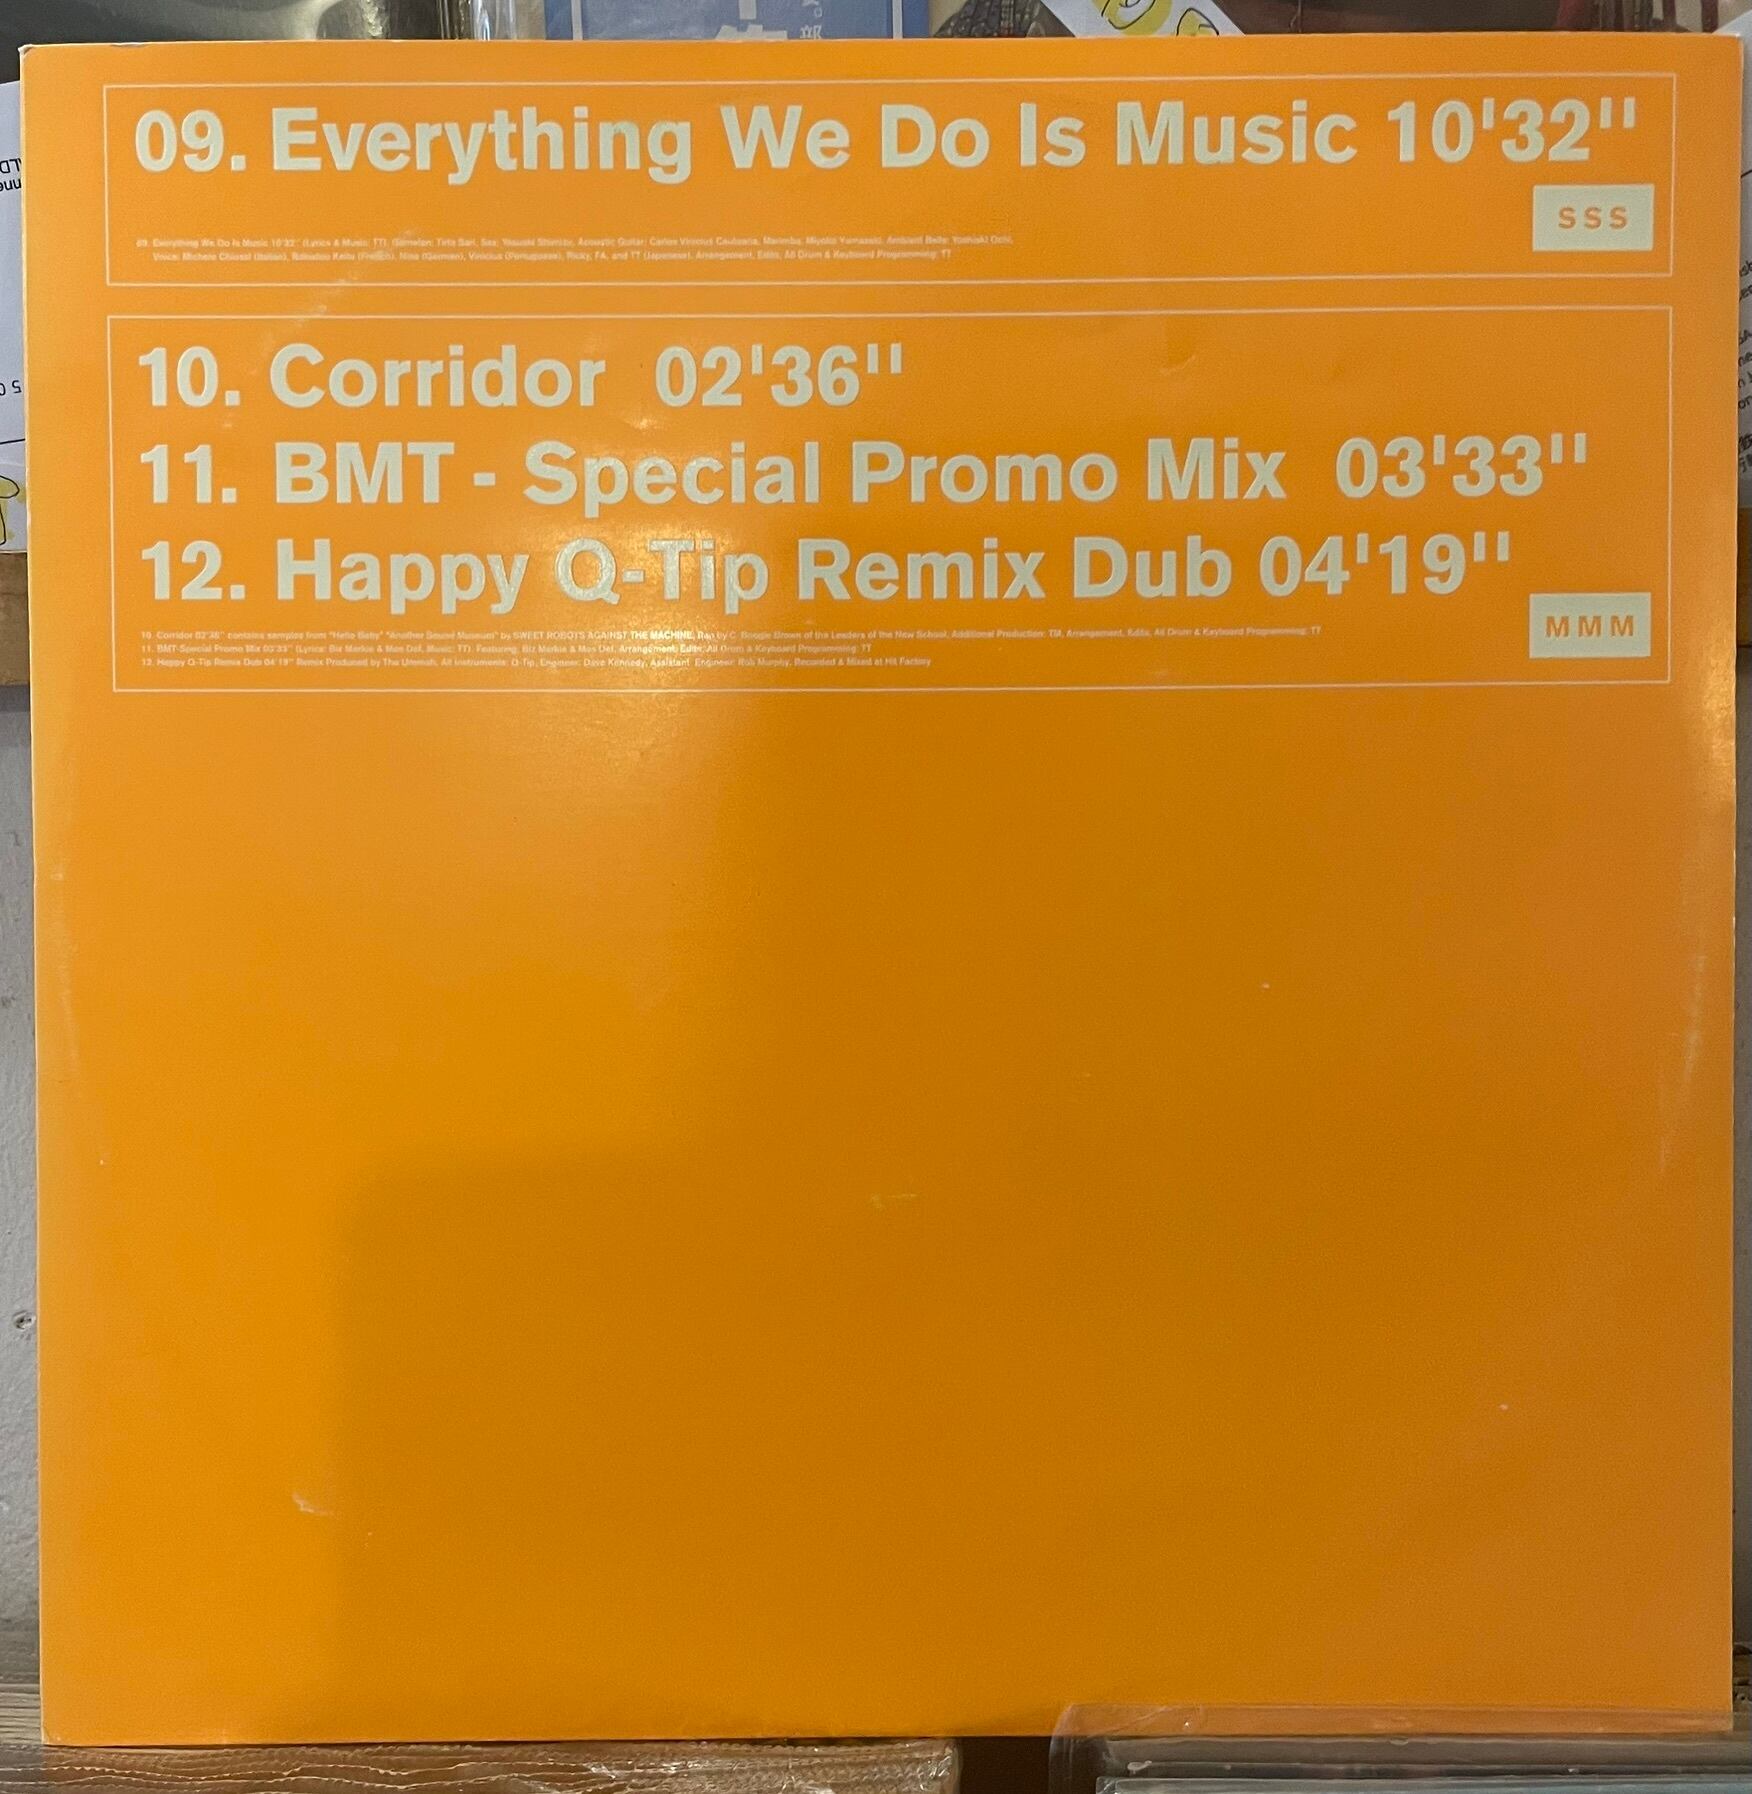 09. Everything We Do Is Music 10'32''
SSS
09. Everything We Do Is Music 10'32'' (Lyrics & Music: TT), (Gamelan: Tirta Sari, Sax: Yasuaki Shimizu, Acoustic Guitar: Carlos Vinicius Marimba: Miyoko Yamazaki, Ambient Bells: Yoshiaki Ochi,
Voice: Michele Chiossi (Italian), Keita (French), Nina (German), Vinicius (Portuguese), Ricky, FA, and TT (Japanese), Arrangement, Edits, All Drum & Keyboard Programming: TT
10. Corridor 02'36''
11. BMT - Special Promo Mix 03'33''
12. Happy Q-Tip Remix Dub 04'19''
MMM
10. Corridor 02'36'' contains samples from "Hello Baby" "Another Sound Museum" by SWEET ROBOTS AGAINST THE MACHINE, Rap by C. Boogie Brown of the Leaders of the New School, Additional Production: TM, Arrangement, Edits, All Drum & Keyboard Programming: TT
11. BMT-Special Promo Mix 03'33'' (Lyrics: Biz Markie & Mos Def, Music: TT). Featuring: Biz Markie & Mos Def, Arrangement, Edits, All Drum & Keyboard Programming: TT
12. Happy Q-Tip Remix Dub 04'19'' Remix Produced by Tha Ummah, All Instruments: Q-Tip, Engineer: Dave Kennedy, Assistant Engineer: Rob Murphy, Recorded & Mixed at Hit Factory